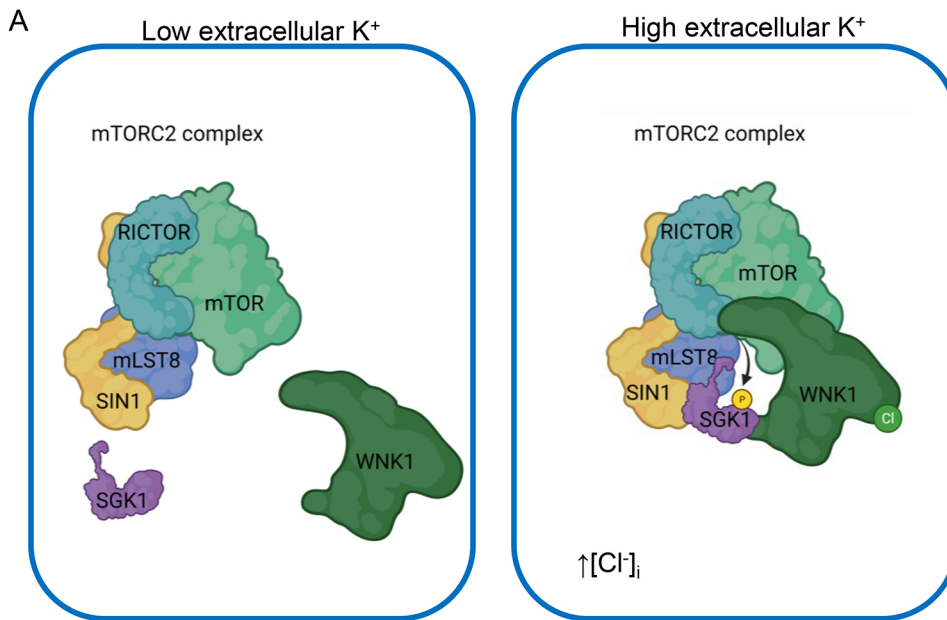 A
Low extracellular K⁺
mTORC2 complex
RICTOR
mTOR
mLST8
SIN1
SGK1
WNK1
High extracellular K⁺
mTORC2 complex
RICTOR
mTOR
mLST8
SIN1
P
SGK1
WNK1
Cl
↑[Cl⁻]ᵢ